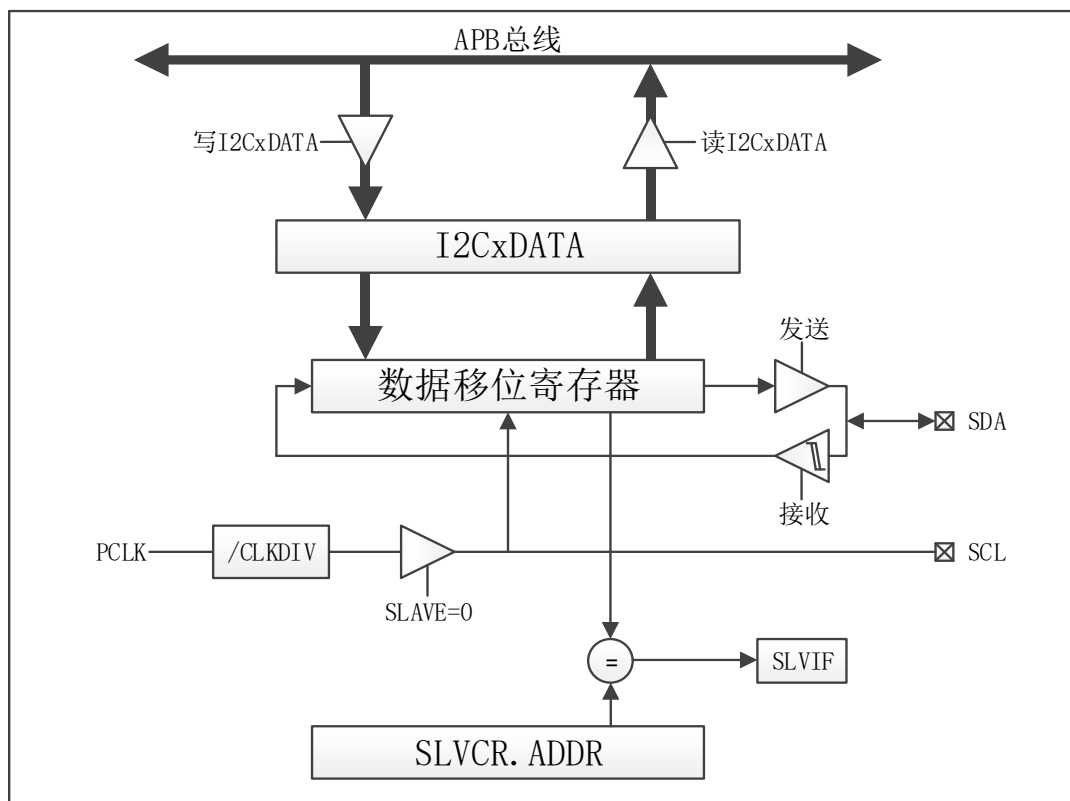 APB总线
写I2CxDATA
读I2CxDATA
I2CxDATA
发送
数据移位寄存器
SDA
接收
PCLK
/CLKDIV
SCL
SLAVE=0
=
SLVIF
SLVCR.ADDR